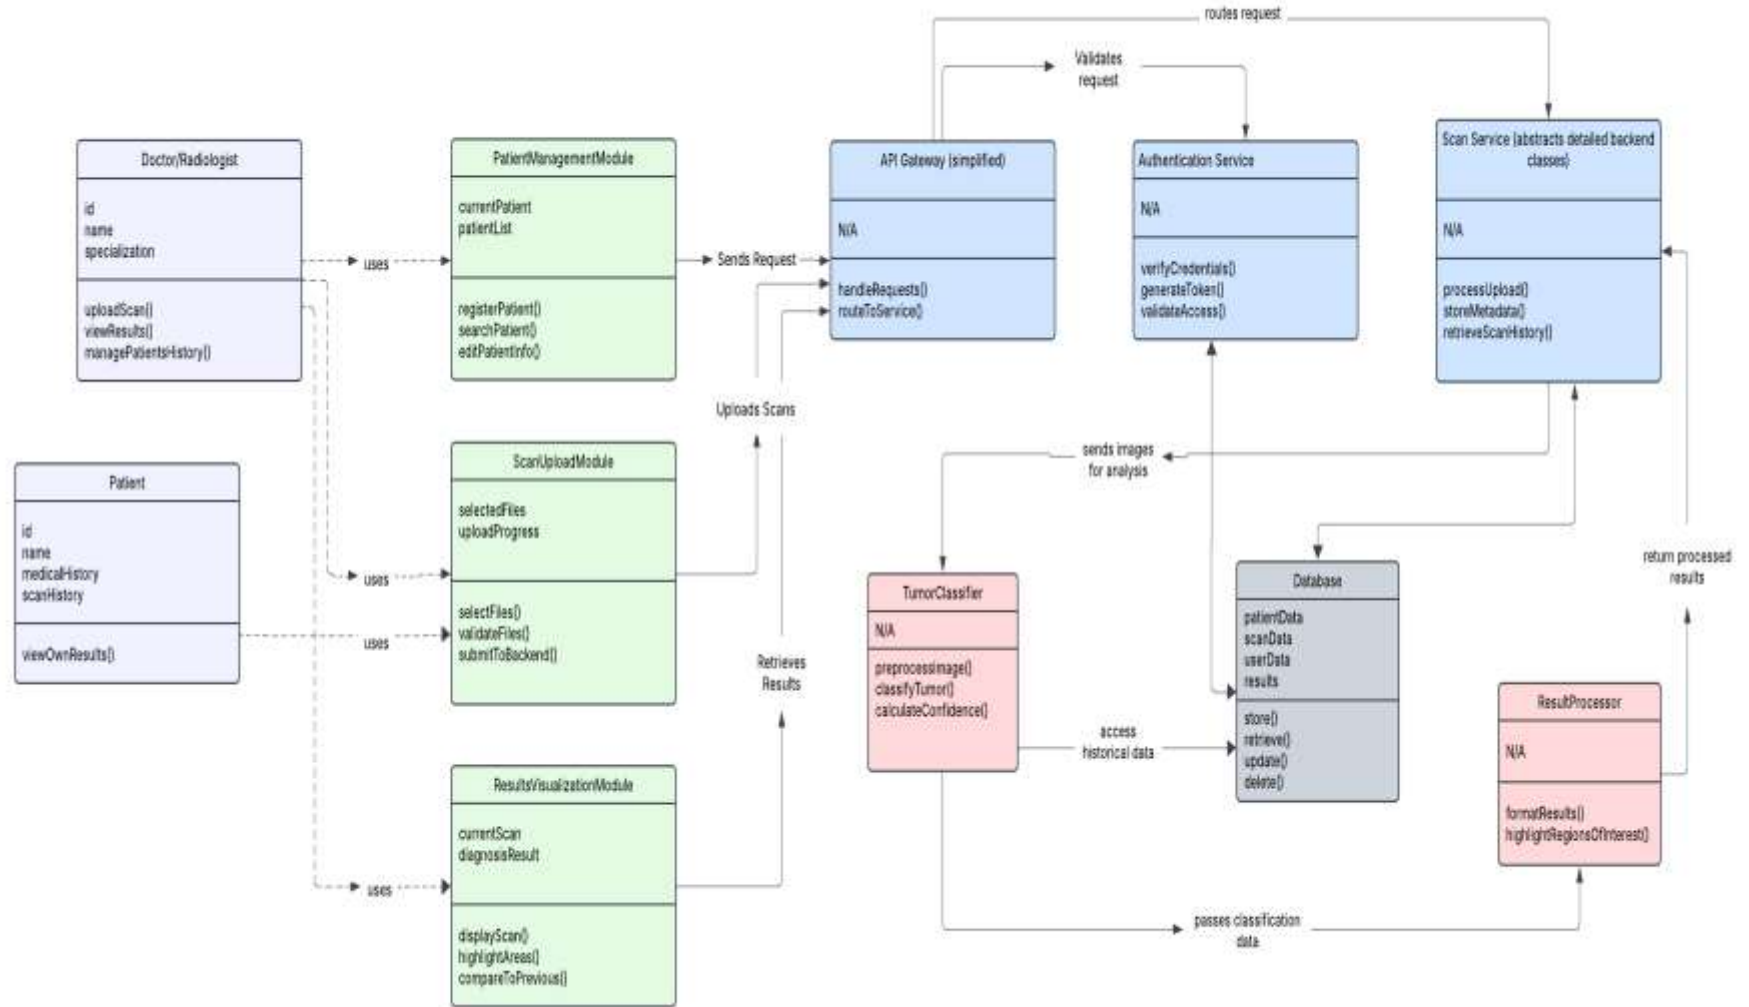 routes request
Validates
request
Doctor/Radiologist
id
name
specialization
uploadScan()
viewResults()
managePatientsHistory()
uses
PatientManagementModule
currentPatient
patientList
registerPatient()
searchPatient()
editPatientInfo()
Sends Request
API Gateway (simplified)
N/A
handleRequests()
routeToService()
Authentication Service
N/A
verifyCredentials()
generateToken()
validateAccess()
Scan Service (abstracts detailed backend
classes)
N/A
processUpload()
storeMetadata()
retrieveScanHistory()
Uploads Scans
Patient
id
name
medicalHistory
scanHistory
viewOwnResults()
uses
uses
ScanUploadModule
selectedFiles
uploadProgress
selectFiles()
validateFiles()
submitToBackend()
sends images
for analysis
Retrieves
Results
TumorClassifier
N/A
preprocessImage()
classifyTumor()
calculateConfidence()
access
historical data
Database
patientData
scanData
userData
results
store()
retrieve()
update()
delete()
return processed
results
ResultProcessor
N/A
formatResults()
highlightRegionsOfInterest()
uses
ResultsVisualizationModule
currentScan
diagnosisResult
displayScan()
highlightAreas()
compareToPrevious()
passes classification
data